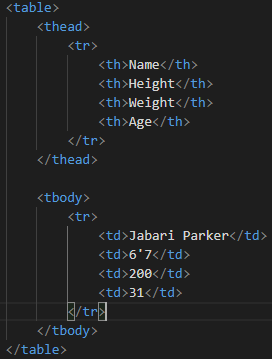 <table>
    <thead>
        <tr>
            <th>Name</th>
            <th>Height</th>
            <th>Weight</th>
            <th>Age</th>
        </tr>
    </thead>

    <tbody>
        <tr>
            <td>Jabari Parker</td>
            <td>6'7</td>
            <td>200</td>
            <td>31</td>
        </tr>
    </tbody>
</table>